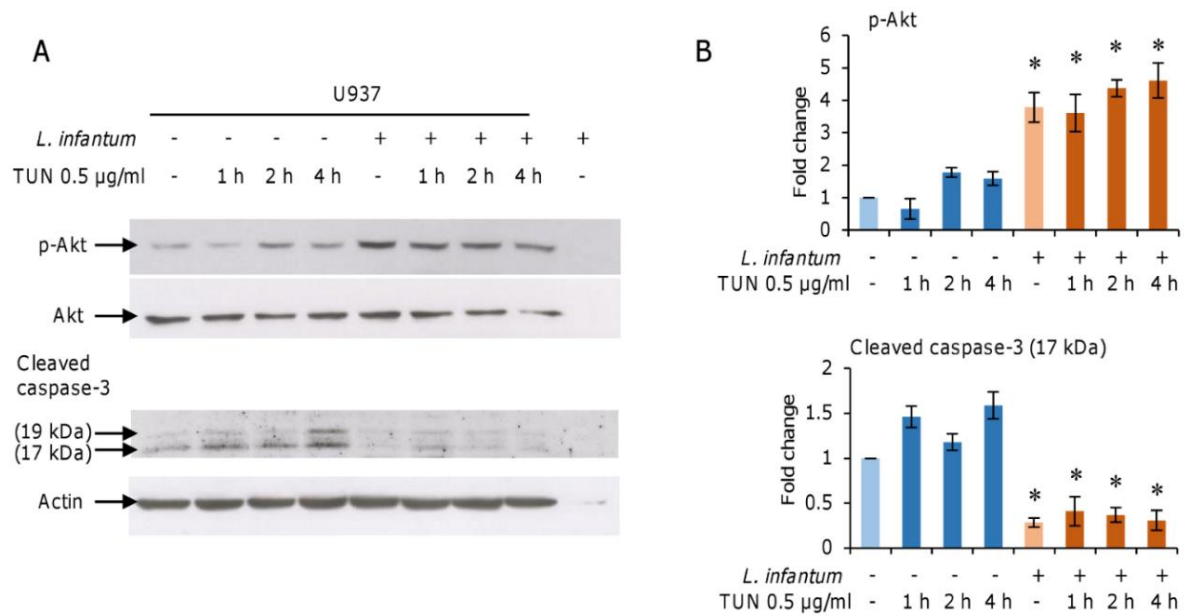 A
U937
L. infantum - - - - + + + + +
TUN 0.5 µg/ml - 1 h 2 h 4 h - 1 h 2 h 4 h -
p-Akt
Akt
Cleaved
caspase-3
(19 kDa)
(17 kDa)
Actin
B
p-Akt
Fold change
6
5
4
3
2
1
0
* * * *
L. infantum - - - - + + + +
TUN 0.5 µg/ml - 1 h 2 h 4 h - 1 h 2 h 4 h
Cleaved caspase-3 (17 kDa)
Fold change
2
1.5
1
0.5
0
* * * *
L. infantum - - - - + + + +
TUN 0.5 µg/ml - 1 h 2 h 4 h - 1 h 2 h 4 h